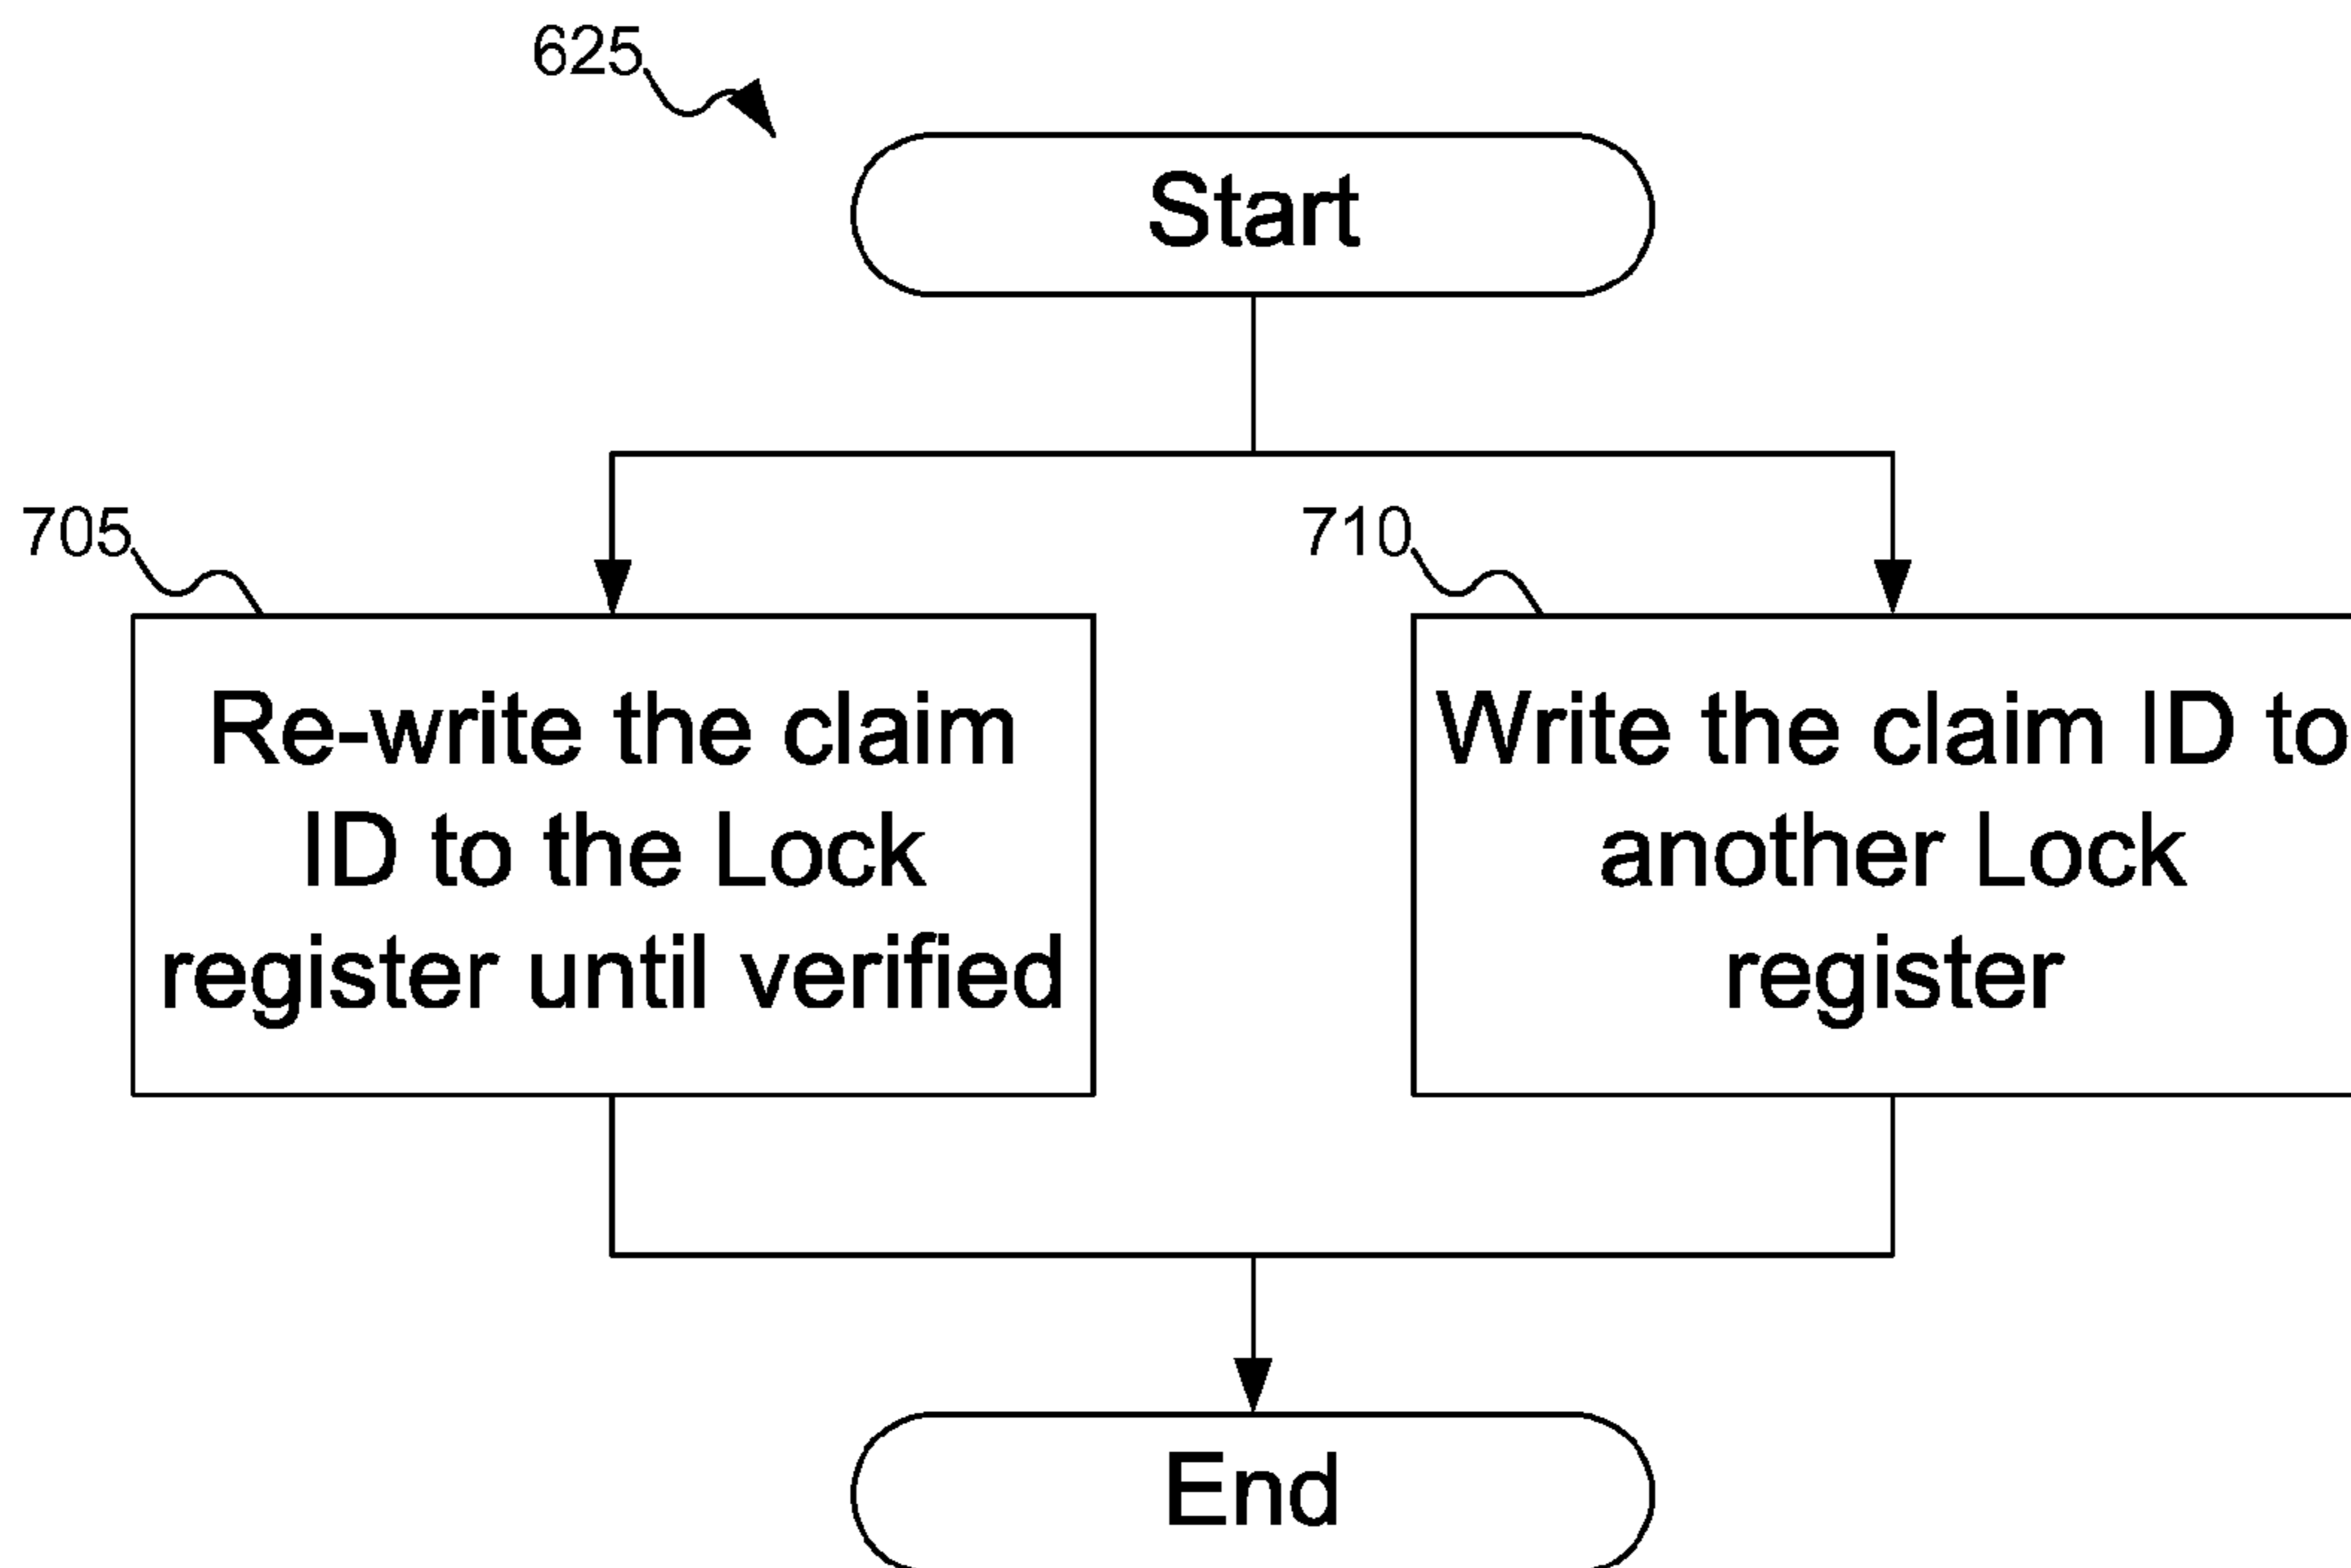 625
Start
705
710
Re-write the claim
ID to the Lock
register until verified
Write the claim ID to
another Lock
register
End